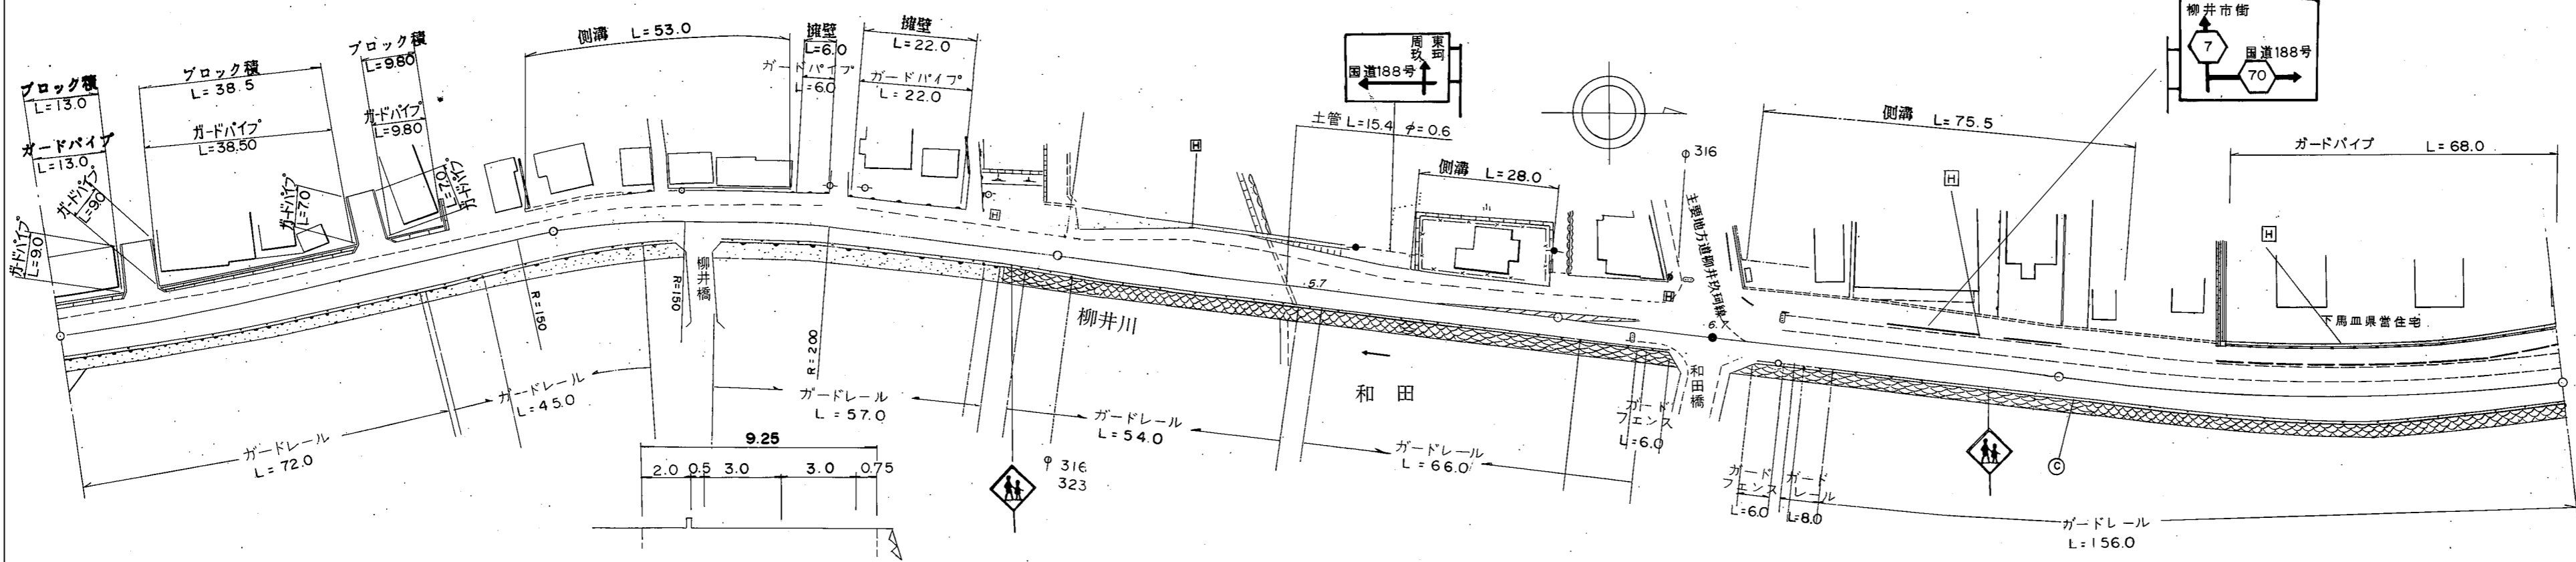 ブロック積
L=13.0
ガードパイプ
L=13.0
ガードパイプ
L=9.0
ガードパイプ
L=9.0
ブロック積
L=38.5
ガードパイプ
L=38.50
ガードパイプ
L=7.0
ブロック積
L=9.80
ガードパイプ
L=9.80
ガードパイプ
L=2.0
側溝 L=53.0
擁壁
L=6.0
ガードパイプ
L=6.0
擁壁
L=22.0
ガードパイプ
L=22.0
H
H
土管 L=15.4 φ=0.6
東珂
周玖
国道188号
側溝 L=28.0
φ316
主要地方道柳井玖珂線
H
側溝 L=75.5
H
柳井市街
7
国道188号
70
ガードパイプ L=68.0
H
下馬皿県営住宅
R=150
R=150
柳井橋
R=200
柳井川
5.7
6.7
和田
和田橋
ガードレール
L=72.0
ガードレール
L=45.0
ガードレール
L=57.0
ガードレール
L=54.0
ガードレール
L=66.0
ガード
フェンス
L=6.0
ガード
フェンス
L=6.0
ガード
レール
L=8.0
ガードレール
L=156.0
C
316
323
9.25
2.0 0.5 3.0 3.0 0.75